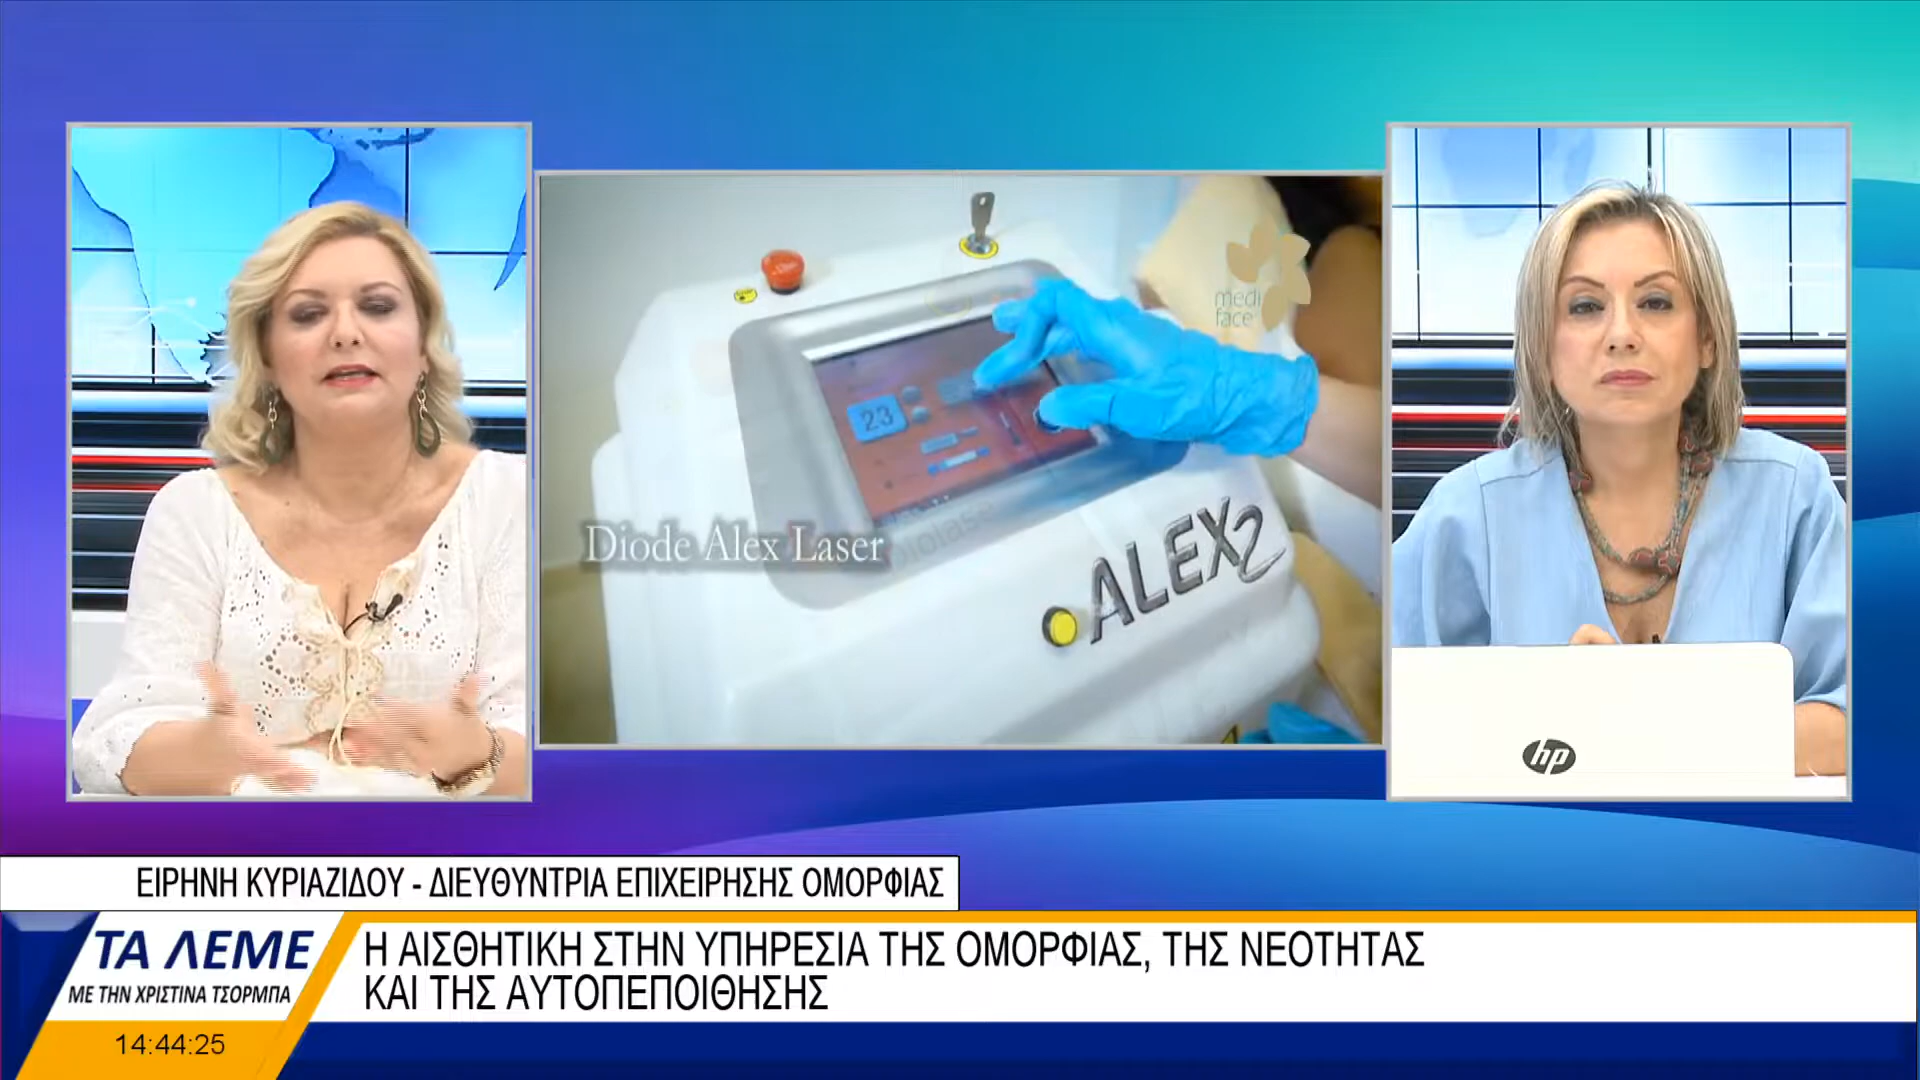 medi
face
23
Diode Alex Laser
ALEX2
hp
ΕΙΡΗΝΗ ΚΥΡΙΑΖΙΔΟΥ - ΔΙΕΥΘΥΝΤΡΙΑ ΕΠΙΧΕΙΡΗΣΗΣ ΟΜΟΡΦΙΑΣ
ΤΑ ΛΕΜΕ
ΜΕ ΤΗΝ ΧΡΙΣΤΙΝΑ ΤΣΟΡΜΠΑ
Η ΑΙΣΘΗΤΙΚΗ ΣΤΗΝ ΥΠΗΡΕΣΙΑ ΤΗΣ ΟΜΟΡΦΙΑΣ, ΤΗΣ ΝΕΟΤΗΤΑΣ
ΚΑΙ ΤΗΣ ΑΥΤΟΠΕΠΟΙΘΗΣΗΣ
14:44:25